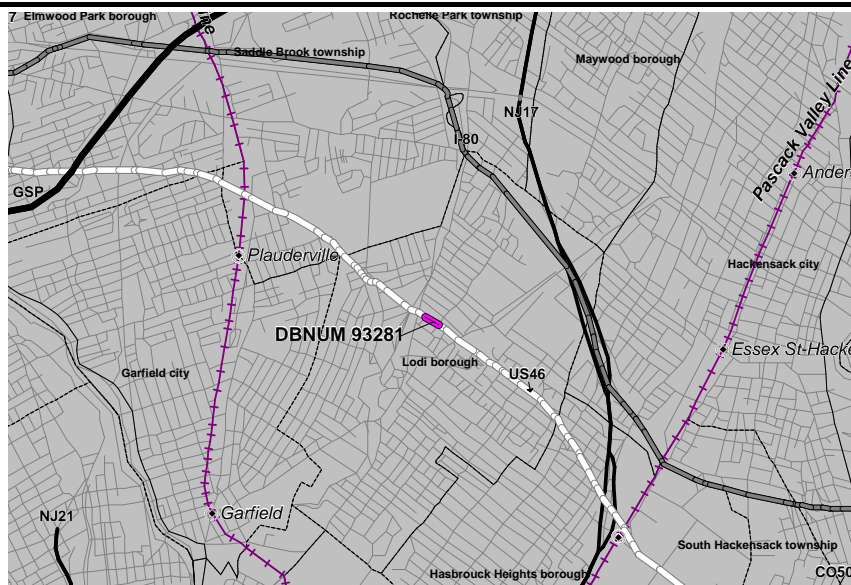 7 Elmwood Park borough
Rochelle Park township
Saddle Brook township
Maywood borough
Pascack Valley Line
NJ17
I-80
GSP
Anders
Plauderville
Hackensack city
DBNUM 93281
Essex St-Hacke
Lodi borough
Garfield city
US46
Garfield
NJ21
South Hackensack township
Hasbrouck Heights borough
CO50